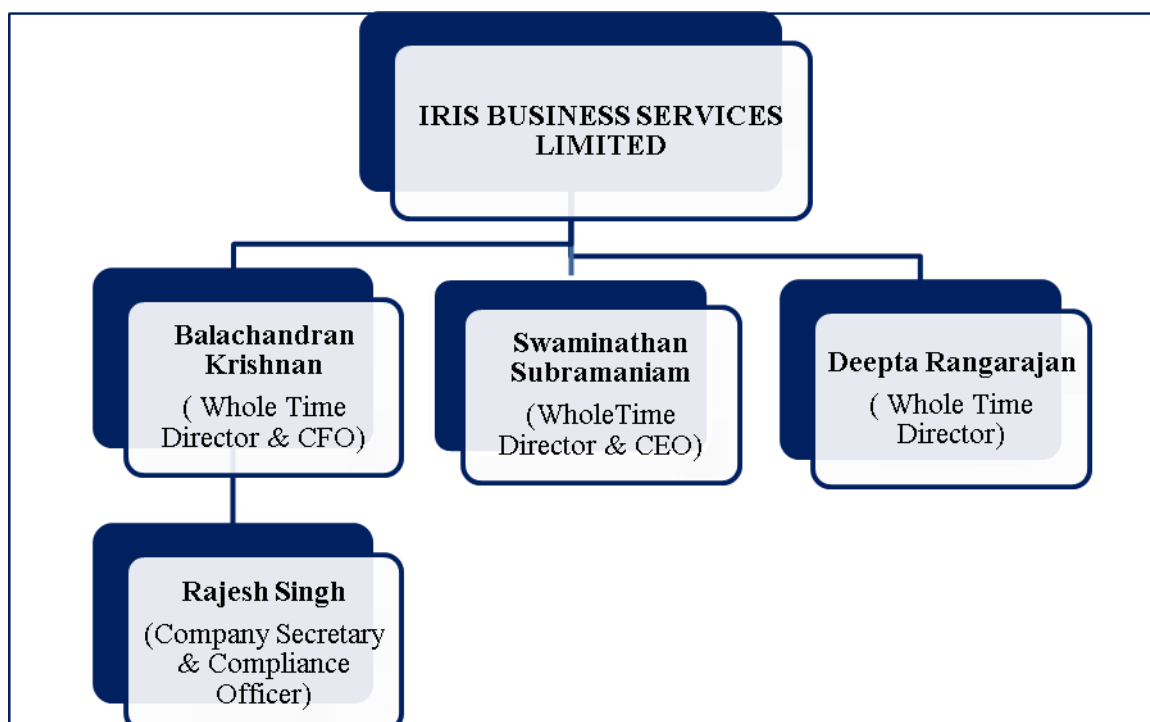 IRIS BUSINESS SERVICES
LIMITED
Balachandran
Krishnan
( Whole Time
Director & CFO)
Swaminathan
Subramaniam
(WholeTime
Director & CEO)
Deepta Rangarajan
( Whole Time
Director)
Rajesh Singh
(Company Secretary
& Compliance
Officer)